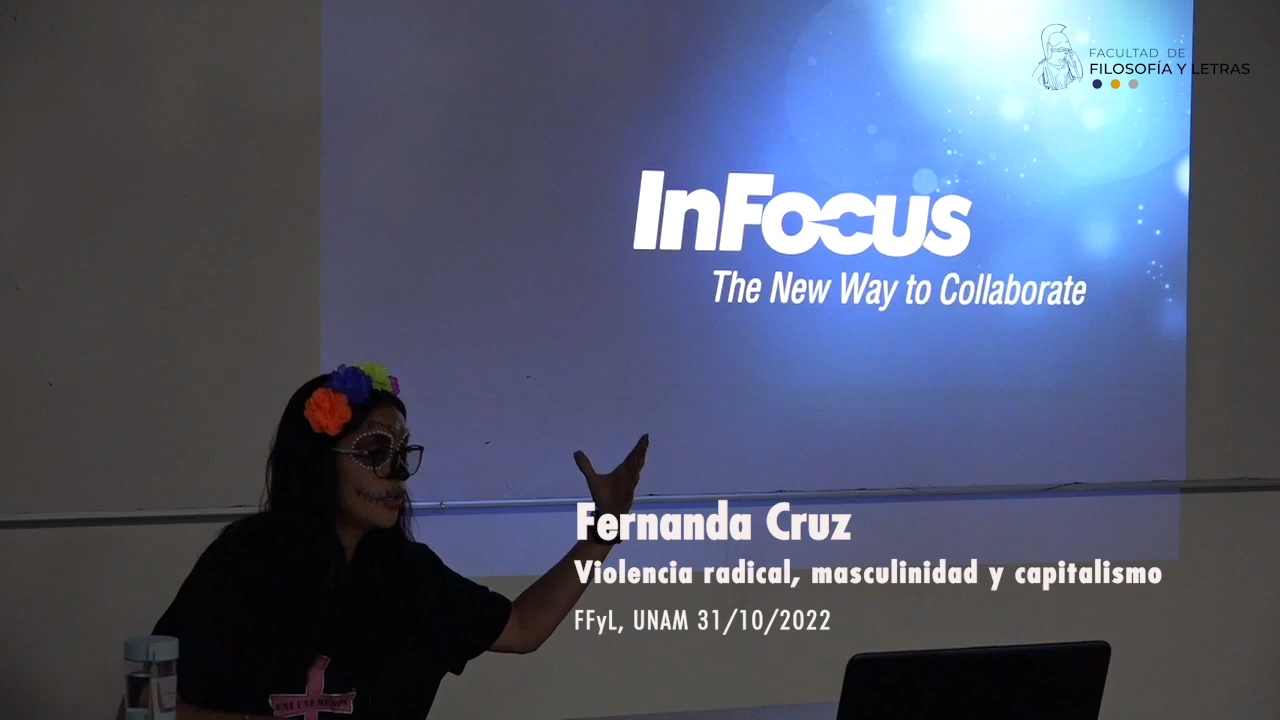 FACULTAD DE
FILOSOFÍA Y LETRAS
InFocus
The New Way to Collaborate
Fernanda Cruz
Violencia radical, masculinidad y capitalismo
FFyL, UNAM 31/10/2022